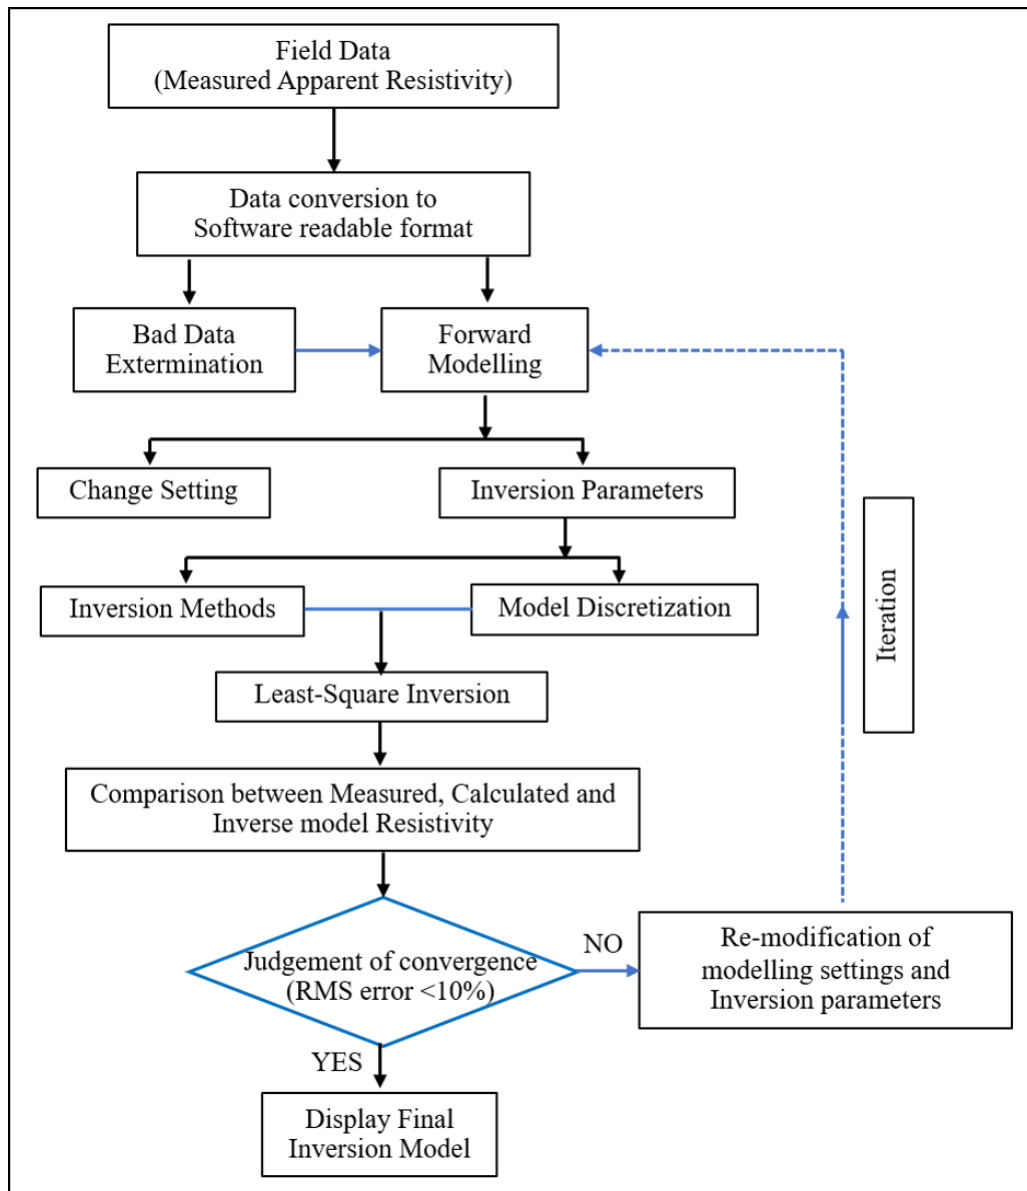 Field Data
(Measured Apparent Resistivity)
Data conversion to
Software readable format
Bad Data
Extermination
Forward
Modelling
Change Setting
Inversion Parameters
Inversion Methods
Model Discretization
Iteration
Least-Square Inversion
Comparison between Measured, Calculated and
Inverse model Resistivity
Judgement of convergence
(RMS error <10%)
NO
Re-modification of
modelling settings and
Inversion parameters
YES
Display Final
Inversion Model